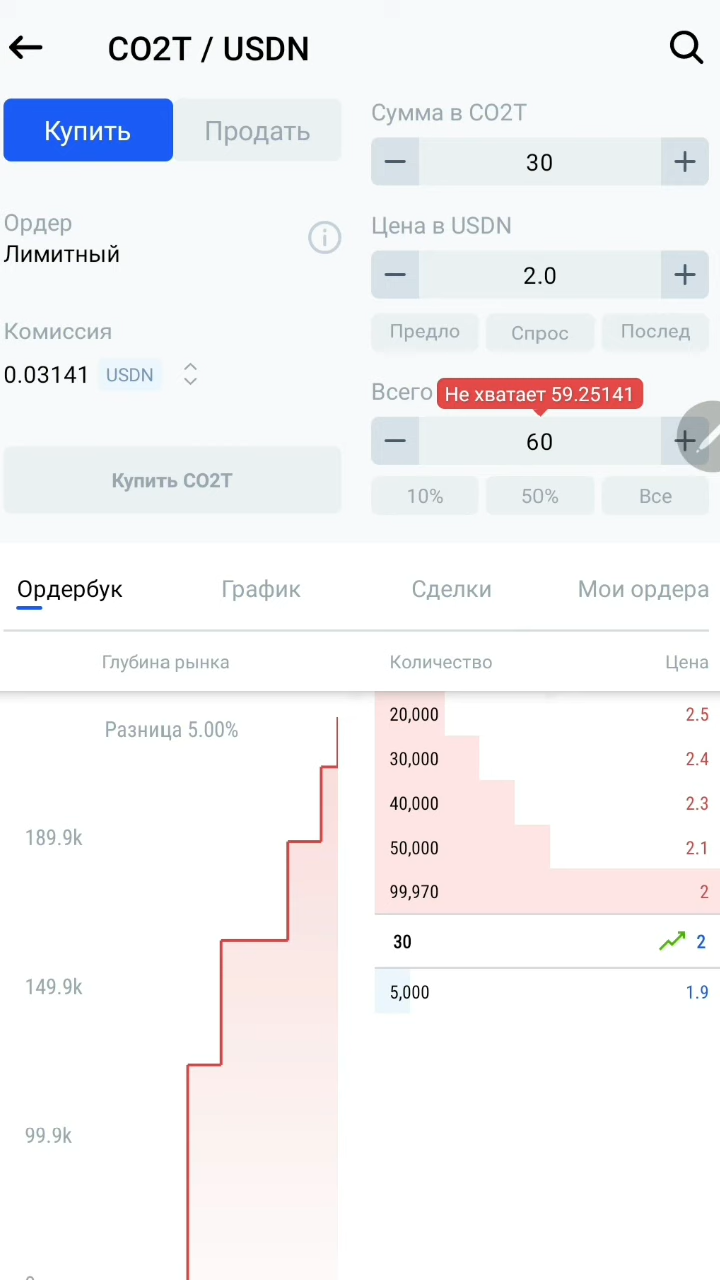 CO2T / USDN
Купить
Продать
Сумма в CO2T
30
Ордер
Лимитный
Цена в USDN
2.0
Предло
Спрос
Послед
Комиссия
0.03141 USDN
Всего
Не хватает 59.25141
60
Купить CO2T
10%
50%
Все
Ордербук
График
Сделки
Мои ордера
Глубина рынка
Количество
Цена
Разница 5.00%
189.9k
149.9k
99.9k
20,000 2.5
30,000 2.4
40,000 2.3
50,000 2.1
99,970 2
30 2
5,000 1.9